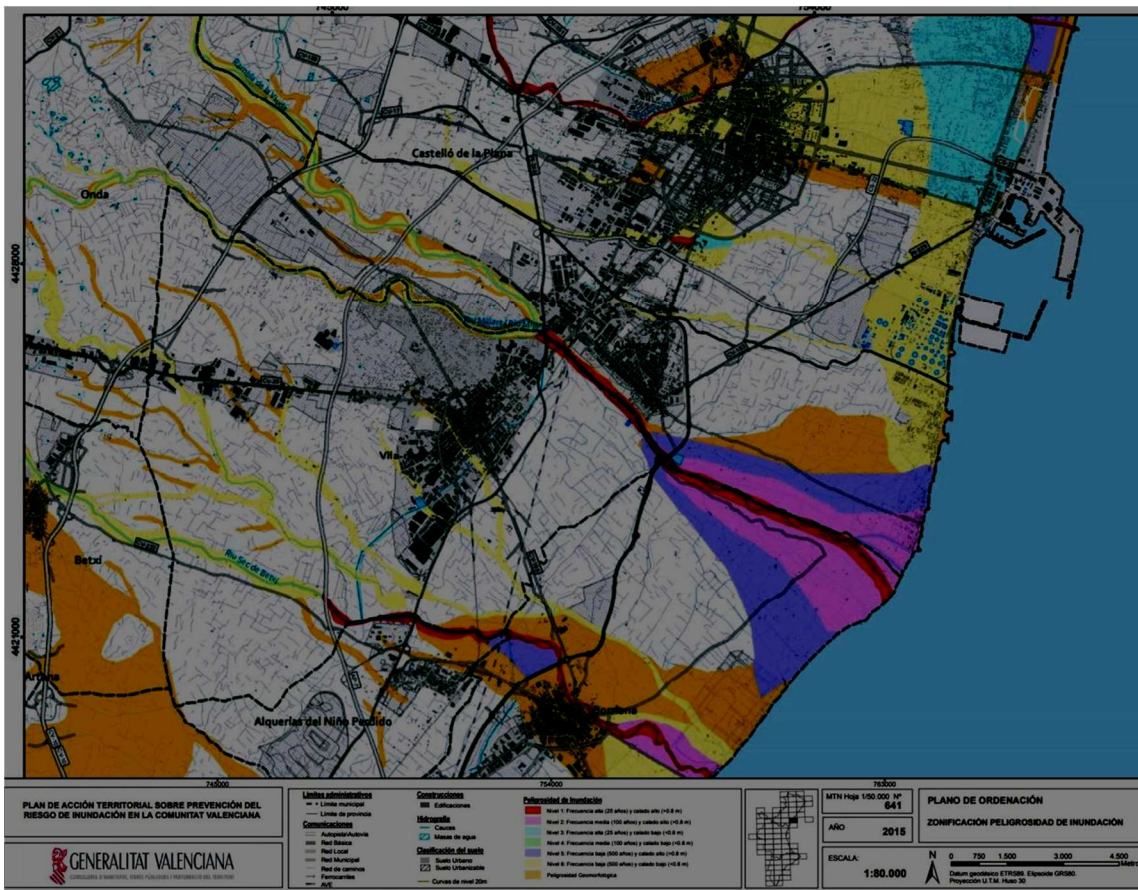 745000
754000
4428000
4421000
Rambla de la Viuda
Castelló de la Plana
Onda
Vila-
Betxí
Riu Sec de Betxí
Artana
Alquerías del Niño Perdido
745000
754000
763000
PLAN DE ACCIÓN TERRITORIAL SOBRE PREVENCIÓN DEL
RIESGO DE INUNDACIÓN EN LA COMUNITAT VALENCIANA
GENERALITAT VALENCIANA
Límites administrativos
Límite municipal
Límite de provincia
Comunicaciones
Autopista/Autovía
Red Básica
Red Local
Red Municipal
Red de caminos
Ferrocarriles
AVE
Construcciones
Edificaciones
Hidrografía
Cauces
Masas de agua
Clasificación del suelo
Suelo Urbano
Suelo Urbanizable
Curvas de nivel 20m
Peligrosidad de Inundación
Nivel 1: Frecuencia alta (25 años) y calado alto (>0.8 m)
Nivel 2: Frecuencia media (100 años) y calado alto (>0.8 m)
Nivel 3: Frecuencia alta (25 años) y calado bajo (<0.8 m)
Nivel 4: Frecuencia media (100 años) y calado bajo (<0.8 m)
Nivel 5: Frecuencia baja (500 años) y calado alto (>0.8 m)
Nivel 6: Frecuencia baja (500 años) y calado bajo (<0.8 m)
Peligrosidad Geomorfológica
MTN Hoja 1/50.000 Nº
641
AÑO 2015
ESCALA:
1:80.000
PLANO DE ORDENACIÓN
ZONIFICACIÓN PELIGROSIDAD DE INUNDACIÓN
N
0 750 1.500 3.000 4.500
Metros
Datum geodésico ETRS89. Elipsoide GRS80.
Proyección U.T.M. Huso 30